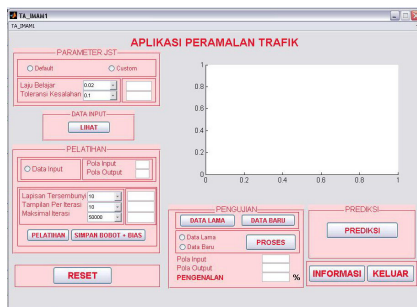 TA_IMAM1
TA_IMAM1
APLIKASI PERAMALAN TRAFIK
PARAMETER JST
Default Custom
Laju Belajar 0.02
Toleransi Kesalahan 0.1
DATA INPUT
LIHAT
PELATIHAN
Data Input
Pola Input
Pola Output
Lapisan Tersembunyi 10
Tampilan Per Iterasi 10
Maksimal Iterasi 50000
PELATIHAN SIMPAN BOBOT + BIAS
RESET
1
0.8
0.6
0.4
0.2
0
0 0.2 0.4 0.6 0.8 1
PENGUJIAN
DATA LAMA DATA BARU
Data Lama
Data Baru
PROSES
Pola Input
Pola Output
PENGENALAN %
PREDIKSI
PREDIKSI
INFORMASI KELUAR